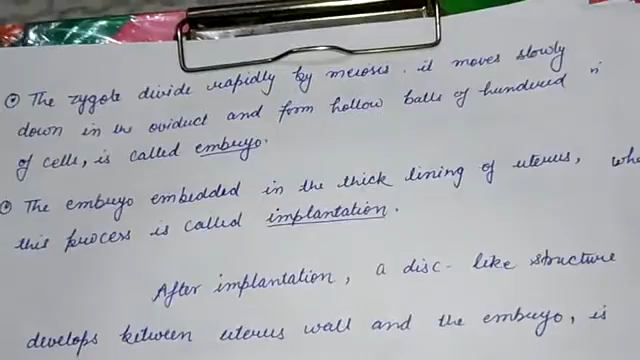 The zygote divide rapidly by meiosis. it moves slowly
down in the oviduct and form hollow balls of hundred
of cells, is called embryo.
The embryo embedded in the thick lining of uterus,
this process is called implantation.
After implantation, a disc-like structure
develops between uterus wall and the embryo, is